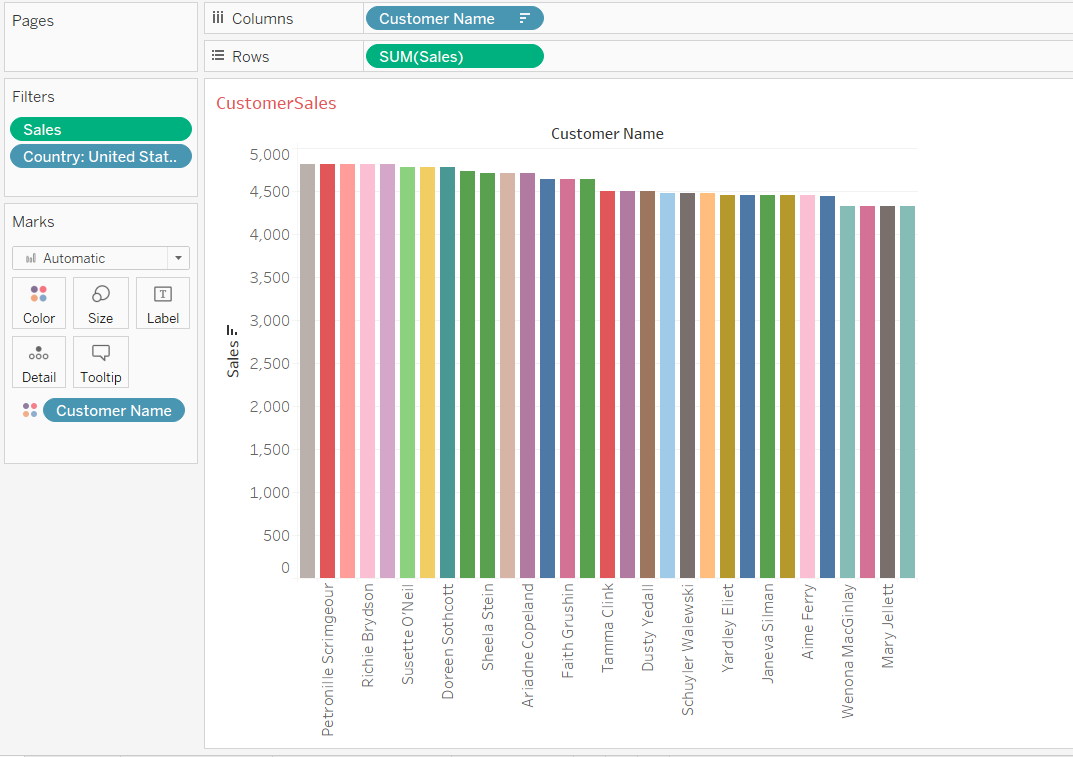 Pages
Columns
Customer Name
Rows
SUM(Sales)
Filters
Sales
Country: United Stat..
Marks
Automatic
Color
Size
Label
Detail
Tooltip
Customer Name
CustomerSales
Customer Name
5,000
4,500
4,000
3,500
3,000
2,500
2,000
1,500
1,000
500
0
Sales
Petronille Scrimgeour
Richie Brydson
Susette O'Neil
Doreen Sothcott
Sheela Stein
Ariadne Copeland
Faith Grushin
Tamma Clink
Dusty Yedall
Schuyler Walewski
Yardley Eliet
Janeva Silman
Aime Ferry
Wenona MacGinlay
Mary Jellett